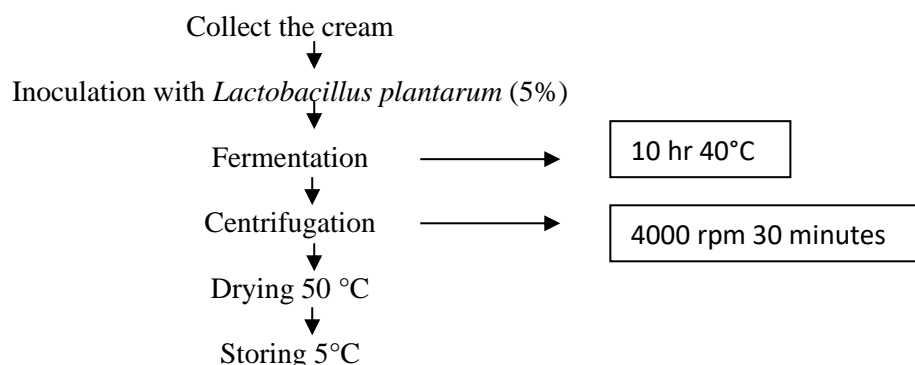 Collect the cream
Inoculation with Lactobacillus plantarum (5%)
Fermentation
10 hr 40°C
Centrifugation
4000 rpm 30 minutes
Drying 50 °C
Storing 5°C